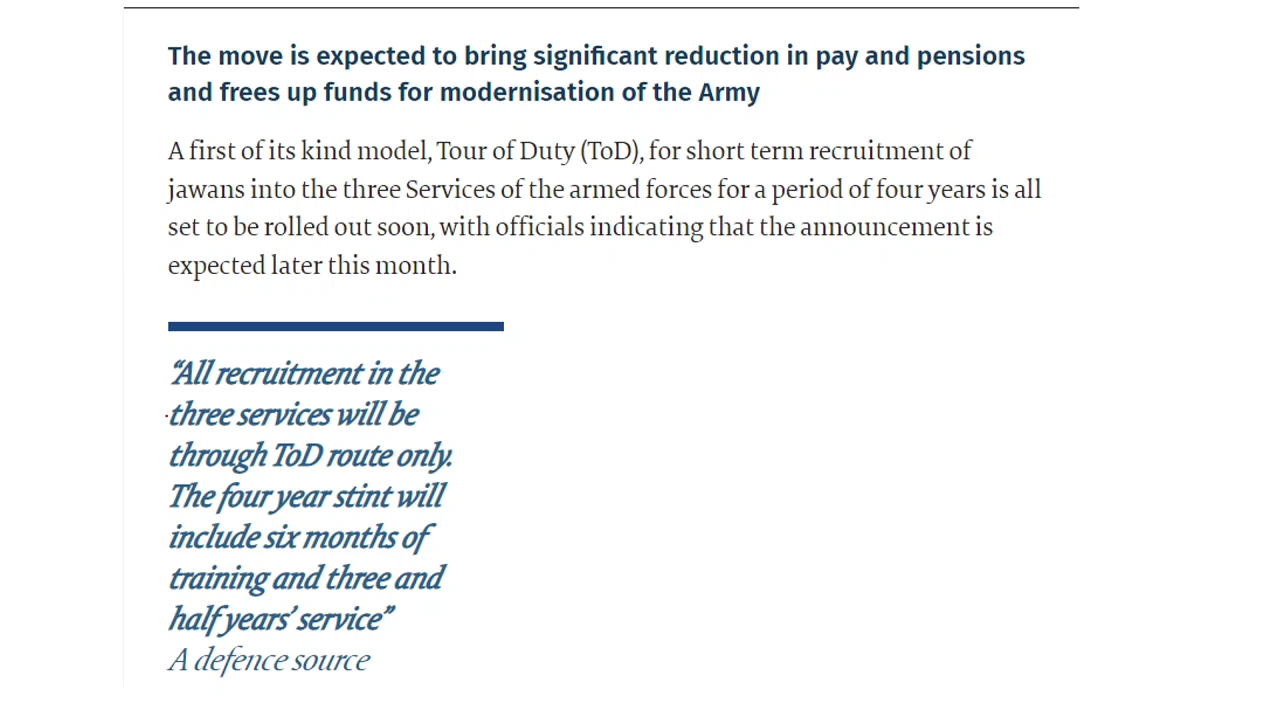 The move is expected to bring significant reduction in pay and pensions
and frees up funds for modernisation of the Army
A first of its kind model, Tour of Duty (ToD), for short term recruitment of
jawans into the three Services of the armed forces for a period of four years is all
set to be rolled out soon, with officials indicating that the announcement is
expected later this month.
“All recruitment in the
three services will be
through ToD route only.
The four year stint will
include six months of
training and three and
half years’ service”
A defence source